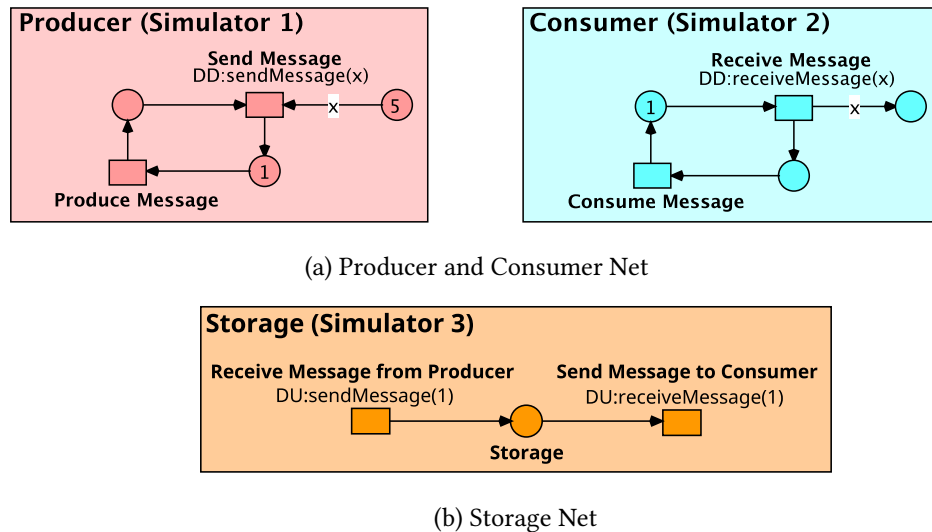 Producer (Simulator 1)
Send Message
DD:sendMessage(x)
x
5
1
Produce Message
Consumer (Simulator 2)
Receive Message
DD:receiveMessage(x)
1
x
Consume Message
(a) Producer and Consumer Net
Storage (Simulator 3)
Receive Message from Producer
DU:sendMessage(1)
Send Message to Consumer
DU:receiveMessage(1)
Storage
(b) Storage Net